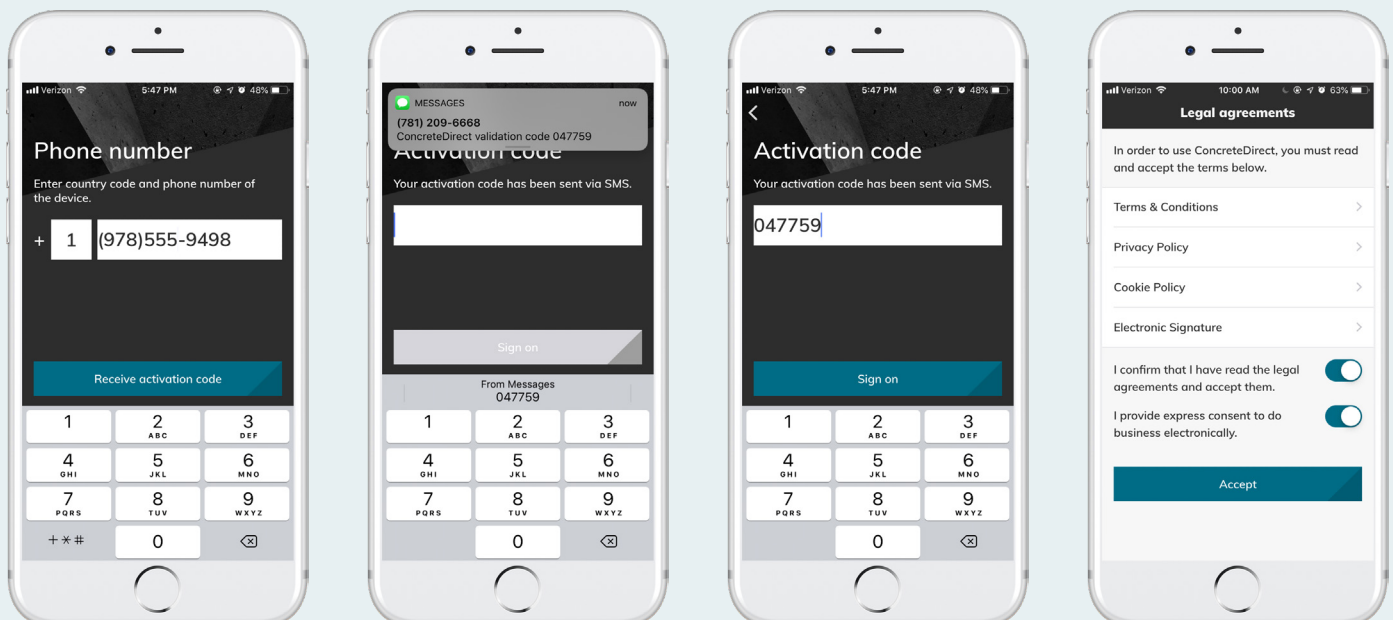 Verizon 5:47 PM 48%
Phone number
Enter country code and phone number of
the device.
+ 1 (978)555-9498
Receive activation code
1 2 ABC 3 DEF
4 GHI 5 JKL 6 MNO
7 PQRS 8 TUV 9 WXYZ
+*# 0
MESSAGES now
(781) 209-6668
ConcreteDirect validation code 047759
Activation code
Your activation code has been sent via SMS.
Sign on
From Messages
047759
1 2 ABC 3 DEF
4 GHI 5 JKL 6 MNO
7 PQRS 8 TUV 9 WXYZ
0
Verizon 5:47 PM 48%
Activation code
Your activation code has been sent via SMS.
047759
Sign on
1 2 ABC 3 DEF
4 GHI 5 JKL 6 MNO
7 PQRS 8 TUV 9 WXYZ
0
Verizon 10:00 AM 63%
Legal agreements
In order to use ConcreteDirect, you must read
and accept the terms below.
Terms & Conditions
Privacy Policy
Cookie Policy
Electronic Signature
I confirm that I have read the legal
agreements and accept them.
I provide express consent to do
business electronically.
Accept